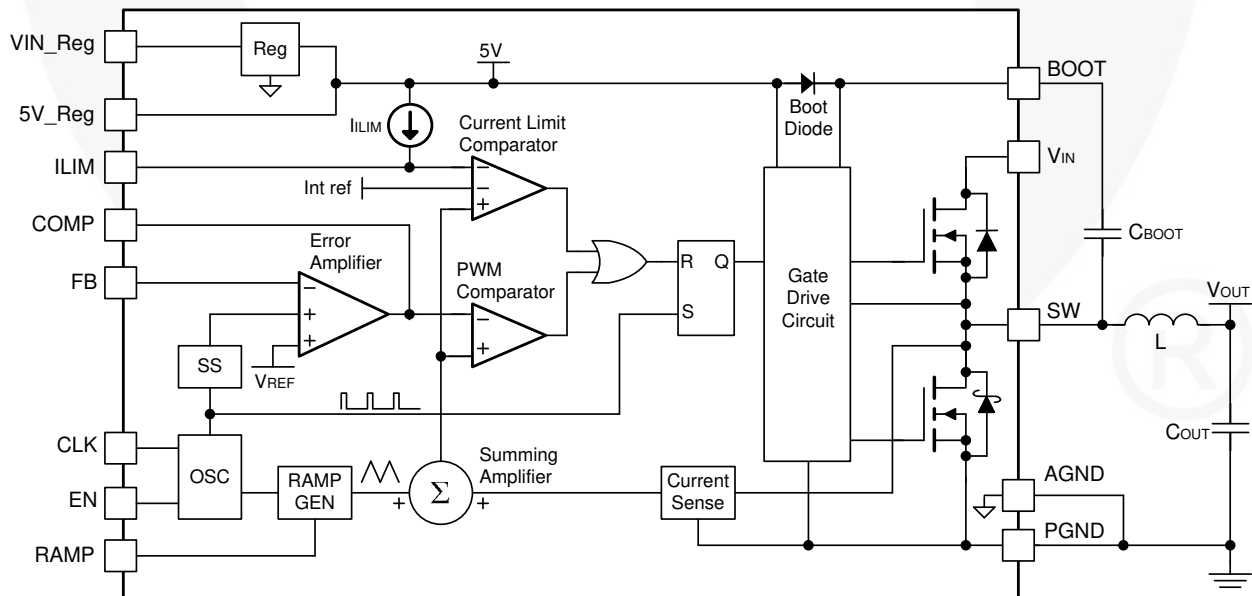 VIN_Reg
Reg
5V
BOOT
Boot
Diode
5V_Reg
IILIM
Current Limit
Comparator
ILIM
VIN
Int ref
−
−
+
COMP
CBOOT
Error
Amplifier
FB
−
+
+
PWM
Comparator
−
+
R
Q
S
Gate
Drive
Circuit
VOUT
SW
L
SS
VREF
COUT
CLK
OSC
EN
RAMP
GEN
+
Σ
+
Summing
Amplifier
Current
Sense
AGND
RAMP
PGND
®